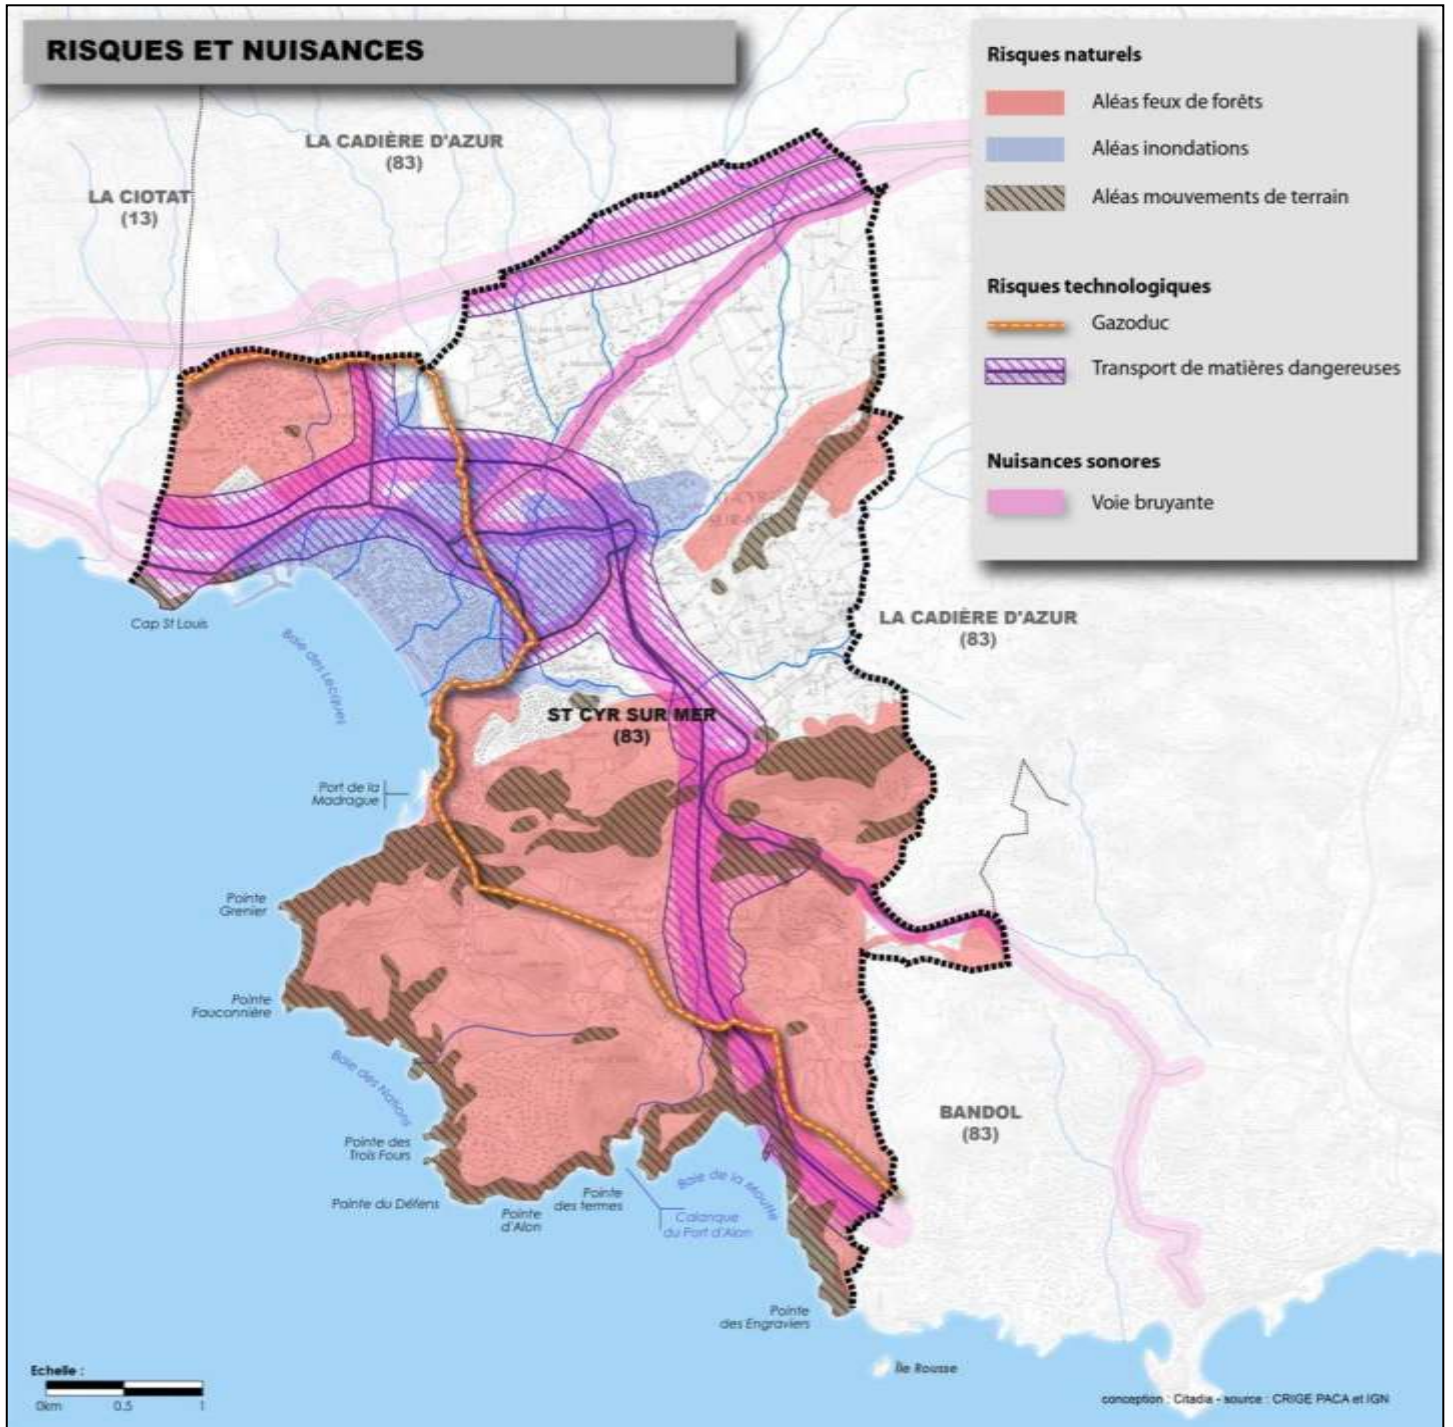 RISQUES ET NUISANCES
Risques naturels
Aléas feux de forêts
Aléas inondations
Aléas mouvements de terrain
Risques technologiques
Gazoduc
Transport de matières dangereuses
Nuisances sonores
Voie bruyante
LA CADIÈRE D'AZUR
(83)
LA CIOTAT
(13)
Cap St Louis
Baie des Lecques
LA CADIÈRE D'AZUR
(83)
ST CYR SUR MER
(83)
Port de la
Madrague
Pointe
Grenier
Pointe
Fauconnière
Baie des Nations
BANDOL
(83)
Pointe des
Trois Fours
Pointe du Défens
Pointe
d'Alon
Pointe
des termes
Baie de la Moutte
Calanque
du Port d'Alon
Pointe
des Engraviers
Île Rousse
Echelle :
0km 0.5 1
conception : Citadia - source : CRIGE PACA et IGN